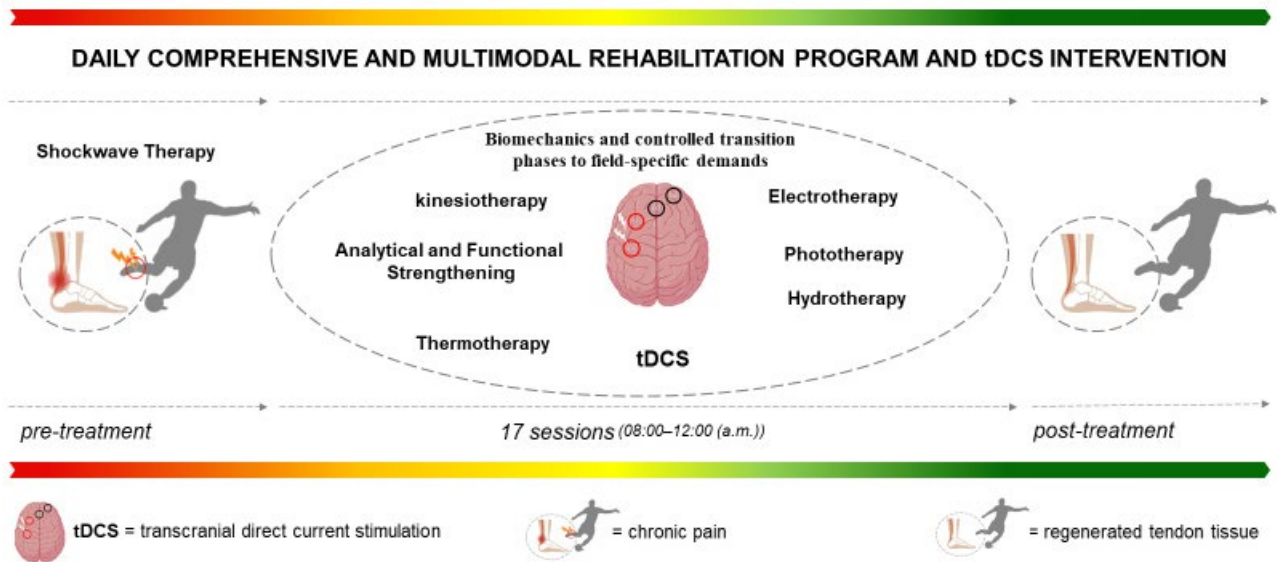 DAILY COMPREHENSIVE AND MULTIMODAL REHABILITATION PROGRAM AND tDCS INTERVENTION
Shockwave Therapy
Biomechanics and controlled transition
phases to field-specific demands
kinesiotherapy
Electrotherapy
Analytical and Functional
Strengthening
Phototherapy
Hydrotherapy
Thermotherapy
tDCS
pre-treatment
17 sessions (08:00–12:00 (a.m.))
post-treatment
tDCS = transcranial direct current stimulation
= chronic pain
= regenerated tendon tissue